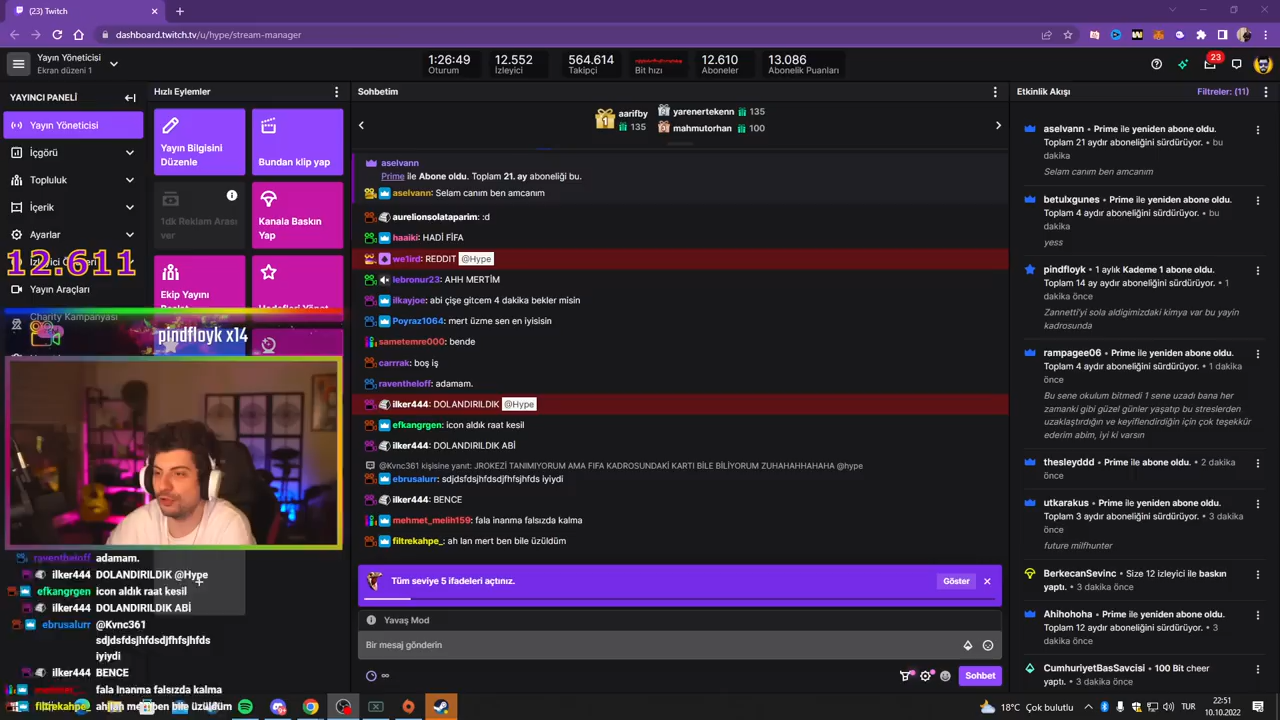 (23) Twitch
dashboard.twitch.tv/u/hype/stream-manager
Yayın Yöneticisi
Ekran düzeni 1
1:26:49
Oturum
12.552
İzleyici
564.614
Takipçi
Bit hızı
12.610
Aboneler
13.086
Abonelik Puanları
23
YAYINCI PANELİ
Yayın Yöneticisi
İçgörü
Topluluk
İçerik
Ayarlar
12.611
Yayın Araçları
Charity Kampanyası
pindfloyk x14
Hızlı Eylemler
Yayın Bilgisini
Düzenle
Bundan klip yap
1dk Reklam Arası
ver
Kanala Baskın
Yap
Ekip Yayını
Sohbetim
1
aarifby
135
yarenertekenn 135
mahmutorhan 100
aselvann
Prime ile Abone oldu. Toplam 21. ay aboneliği bu.
aselvann: Selam canım ben amcanım
aurelionsolataparim: :d
haaiki: HADİ FİFA
we1ird: REDDIT @Hype
lebronur23: AHH MERTİM
ilkayjoe: abi çişe gitcem 4 dakika bekler misin
Poyraz1064: mert üzme sen en iyisisin
sametemre000: bende
carrrak: boş iş
raventheloff: adamam.
ilker444: DOLANDIRILDIK @Hype
efkangrgen: icon aldık raat kesil
ilker444: DOLANDIRILDIK ABİ
@Kvnc361 kişisine yanıt: JROKEZİ TANIMIYORUM AMA FIFA KADROSUNDAKİ KARTI BİLE BİLİYORUM ZUHAHAHHAHAHA @hype
ebrusalurr: sdjdsfdsjhfdsdjfhfsjhfds iyiydi
ilker444: BENCE
mehmet_melih159: fala inanma falsızda kalma
filtrekahpe_: ah lan mert ben bile üzüldüm
Tüm seviye 5 ifadeleri açtınız.
Göster
Yavaş Mod
Bir mesaj gönderin
Sohbet
Etkinlik Akışı
Filtreler: (11)
aselvann • Prime ile yeniden abone oldu.
Toplam 21 aydır aboneliğini sürdürüyor. • bu
dakika
Selam canım ben amcanım
betulxgunes • Prime ile yeniden abone oldu.
Toplam 4 aydır aboneliğini sürdürüyor. • bu
dakika
yess
pindfloyk • 1 aylık Kademe 1 abone oldu.
Toplam 14 ay aydır aboneliğini sürdürüyor. • 1
dakika önce
Zannetti'yi sola aldigimizdaki kimya var bu yayin
kadrosunda
rampagee06 • Prime ile yeniden abone oldu.
Toplam 4 aydır aboneliğini sürdürüyor. • 1 dakika
önce
Bu sene okulum bitmedi 1 sene uzadı bana her
zamanki gibi güzel günler yaşatıp bu streslerden
uzaklaştırdığın ve keyiflendirdiğin için çok teşekkür
ederim abim, iyi ki varsın
thesleyddd • Prime ile abone oldu. • 2 dakika
önce
utkarakus • Prime ile yeniden abone oldu.
Toplam 3 aydır aboneliğini sürdürüyor. • 3
dakika önce
future milfhunter
BerkecanSevinc • Size 12 izleyici ile baskın
yaptı. • 3 dakika önce
Ahihohoha • Prime ile yeniden abone oldu.
Toplam 12 aydır aboneliğini sürdürüyor. • 3
dakika önce
CumhuriyetBasSavcisi • 100 Bit cheer
yaptı. • 3 dakika önce
raventheloff adamam.
ilker444 DOLANDIRILDIK @Hype
efkangrgen icon aldık raat kesil
ilker444 DOLANDIRILDIK ABİ
ebrusalurr @Kvnc361
sdjdsfdsjhfdsdjfhfsjhfds
iyiydi
ilker444 BENCE
fala inanma falsızda kalma
filtrekahpe_ ah lan mert ben bile üzüldüm
18°C Çok bulutlu
TUR
22:51
10.10.2022